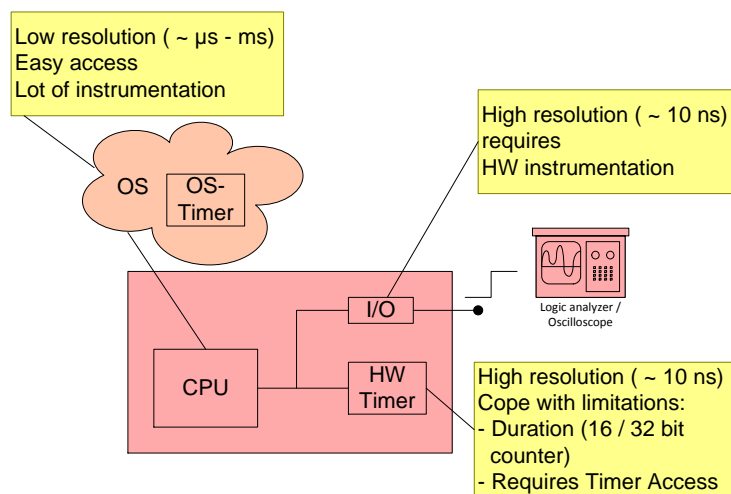 Low resolution ( ~ µs - ms)
Easy access
Lot of instrumentation
High resolution ( ~ 10 ns)
requires
HW instrumentation
OS
OS-
Timer
I/O
Logic analyzer /
Oscilloscope
CPU
HW
Timer
High resolution ( ~ 10 ns)
Cope with limitations:
- Duration (16 / 32 bit
counter)
- Requires Timer Access